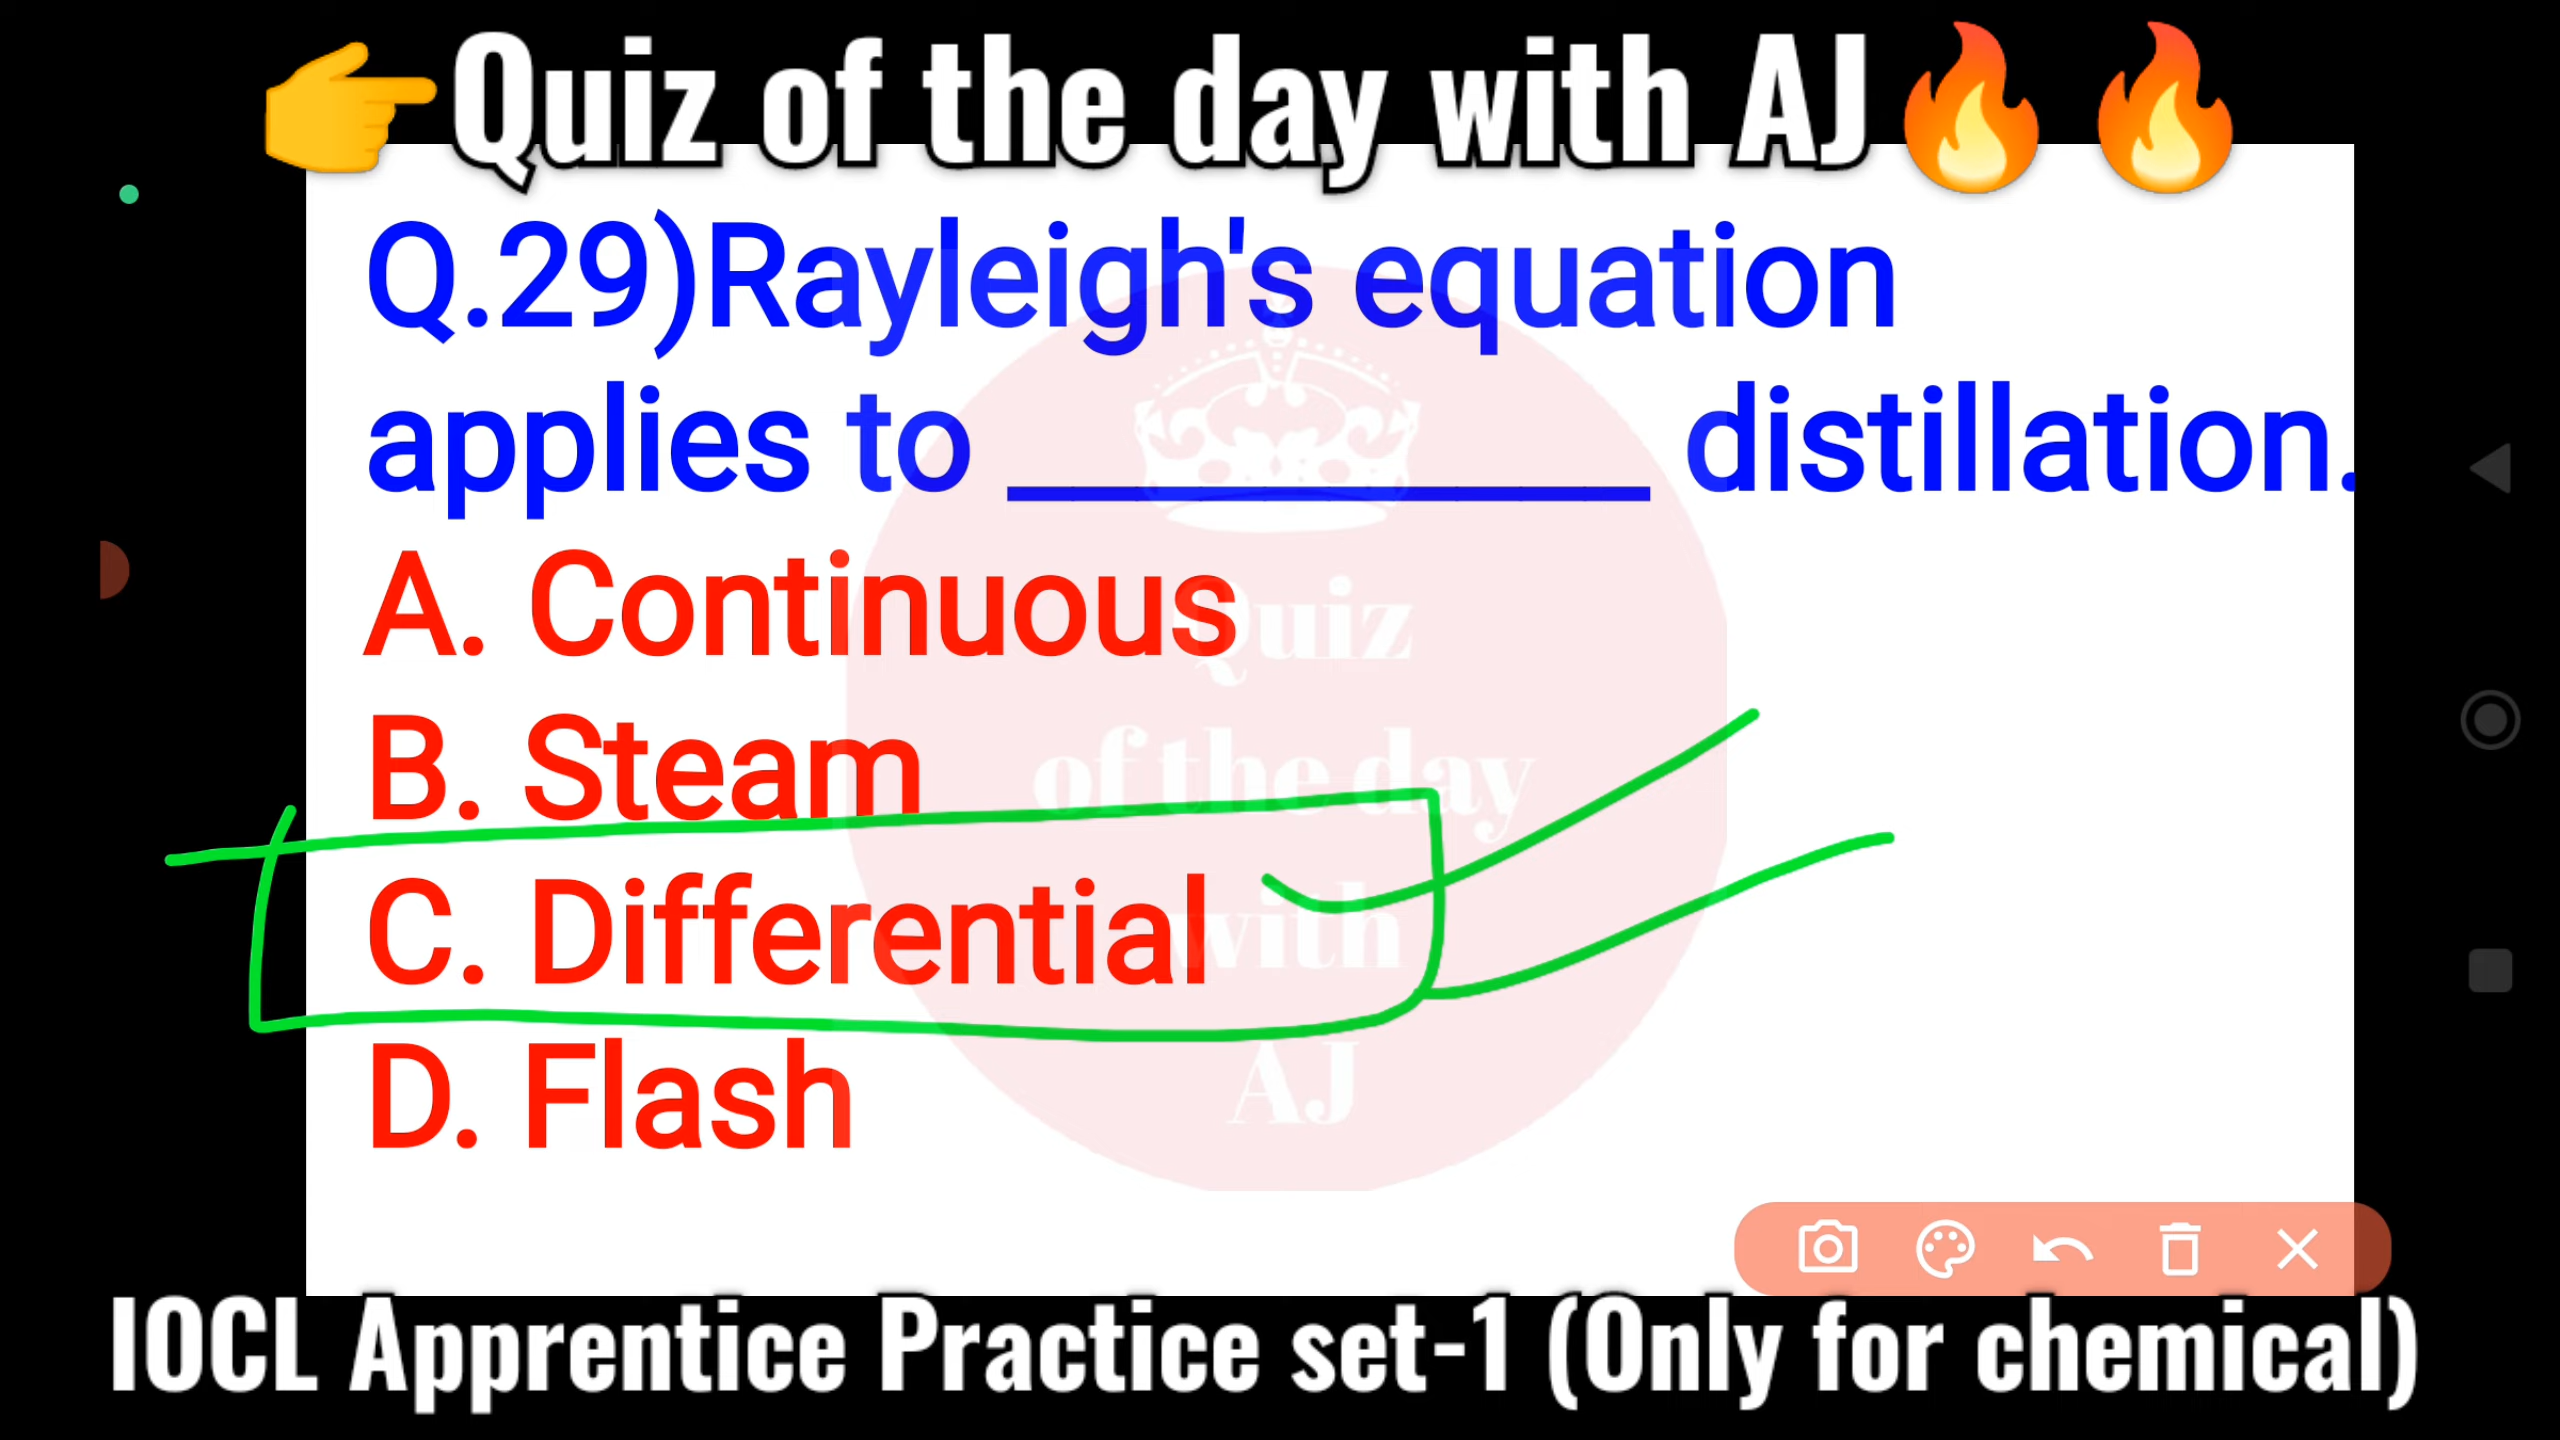 👉Quiz of the day with AJ🔥🔥
Q.29)Rayleigh's equation
applies to __________ distillation.
A. Continuous
B. Steam
C. Differential
D. Flash
Quiz
of the day
with
AJ
IOCL Apprentice Practice set-1 (Only for chemical)